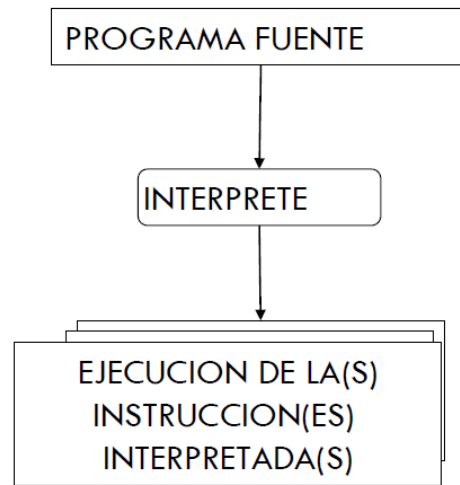 PROGRAMA FUENTE
INTERPRETE
EJECUCION DE LA(S)
INSTRUCCION(ES)
INTERPRETADA(S)